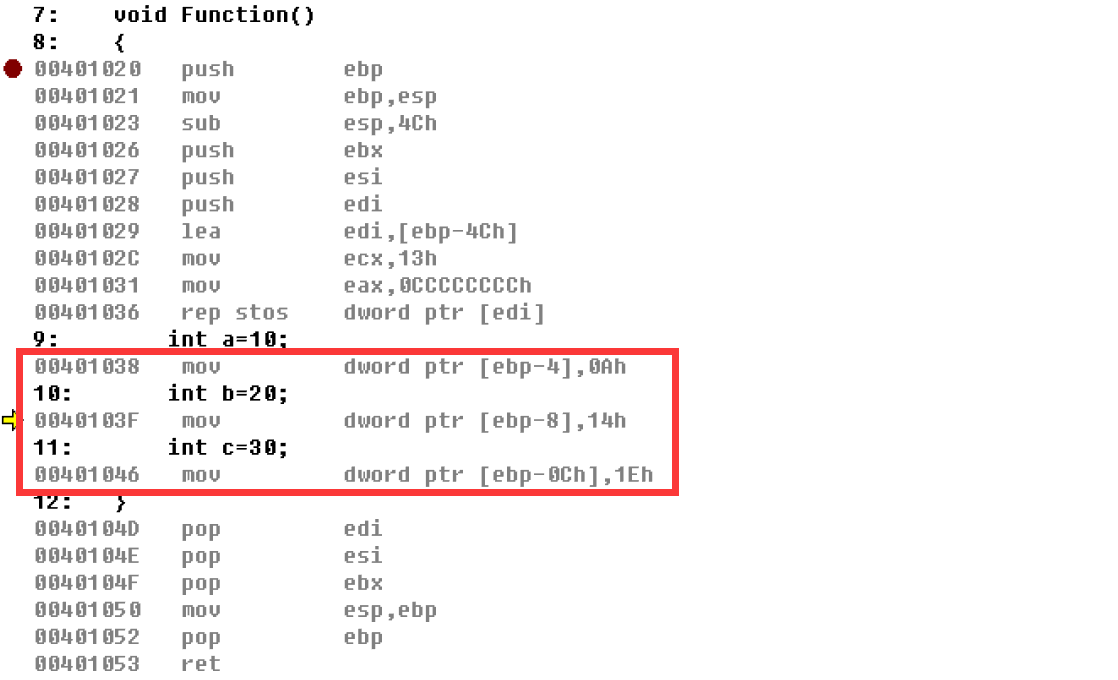 7:    void Function()
8:    {
00401020   push        ebp
00401021   mov         ebp,esp
00401023   sub         esp,4Ch
00401026   push        ebx
00401027   push        esi
00401028   push        edi
00401029   lea         edi,[ebp-4Ch]
0040102C   mov         ecx,13h
00401031   mov         eax,0CCCCCCCCh
00401036   rep stos    dword ptr [edi]
9:        int a=10;
00401038   mov         dword ptr [ebp-4],0Ah
10:       int b=20;
0040103F   mov         dword ptr [ebp-8],14h
11:       int c=30;
00401046   mov         dword ptr [ebp-0Ch],1Eh
12:   }
0040104D   pop         edi
0040104E   pop         esi
0040104F   pop         ebx
00401050   mov         esp,ebp
00401052   pop         ebp
00401053   ret